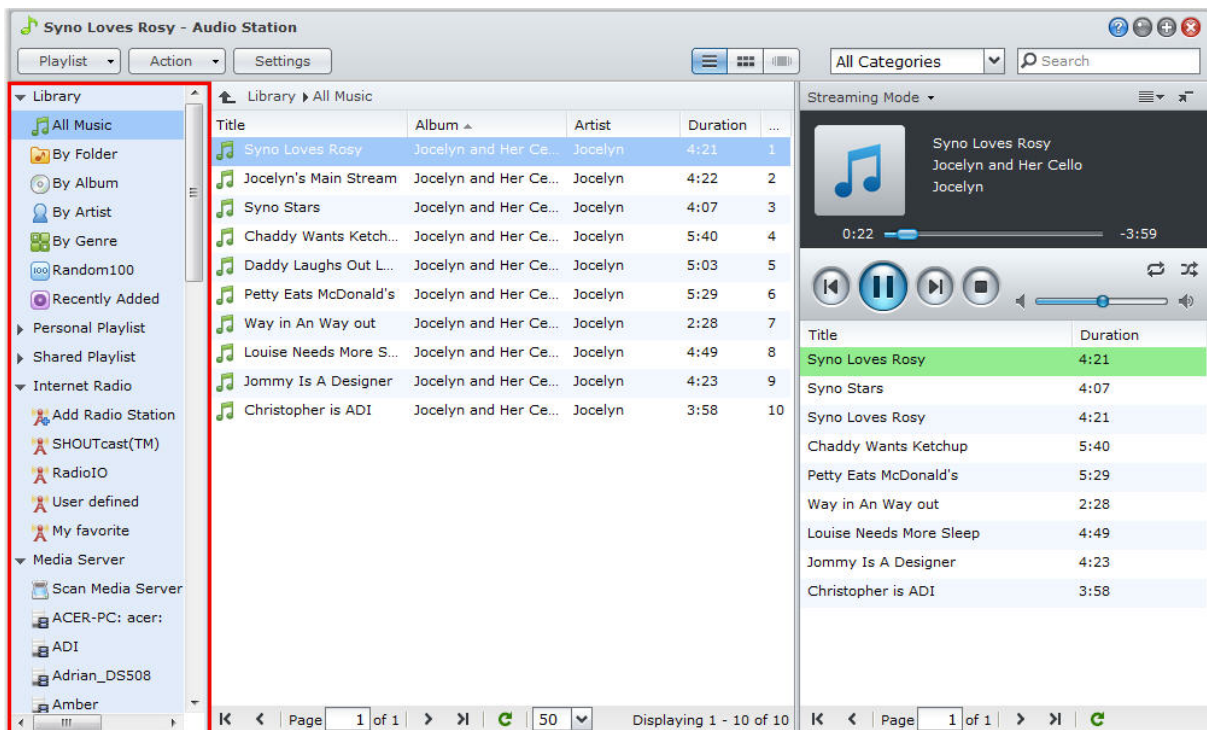 Syno Loves Rosy - Audio Station
Playlist Action Settings All Categories Search
Library
All Music
By Folder
By Album
By Artist
By Genre
100 Random100
Recently Added
Personal Playlist
Shared Playlist
Internet Radio
Add Radio Station
SHOUTcast(TM)
RadioIO
User defined
My favorite
Media Server
Scan Media Server
ACER-PC: acer:
ADI
Adrian_DS508
Amber
Library All Music
Title Album Artist Duration ...
Syno Loves Rosy Jocelyn and Her Ce... Jocelyn 4:21 1
Jocelyn's Main Stream Jocelyn and Her Ce... Jocelyn 4:22 2
Syno Stars Jocelyn and Her Ce... Jocelyn 4:07 3
Chaddy Wants Ketch... Jocelyn and Her Ce... Jocelyn 5:40 4
Daddy Laughs Out L... Jocelyn and Her Ce... Jocelyn 5:03 5
Petty Eats McDonald's Jocelyn and Her Ce... Jocelyn 5:29 6
Way in An Way out Jocelyn and Her Ce... Jocelyn 2:28 7
Louise Needs More S... Jocelyn and Her Ce... Jocelyn 4:49 8
Jommy Is A Designer Jocelyn and Her Ce... Jocelyn 4:23 9
Christopher is ADI Jocelyn and Her Ce... Jocelyn 3:58 10
Page 1 of 1 50 Displaying 1 - 10 of 10
Streaming Mode
Syno Loves Rosy
Jocelyn and Her Cello
Jocelyn
0:22 -3:59
Title Duration
Syno Loves Rosy 4:21
Syno Stars 4:07
Syno Loves Rosy 4:21
Chaddy Wants Ketchup 5:40
Petty Eats McDonald's 5:29
Way in An Way out 2:28
Louise Needs More Sleep 4:49
Jommy Is A Designer 4:23
Christopher is ADI 3:58
Page 1 of 1